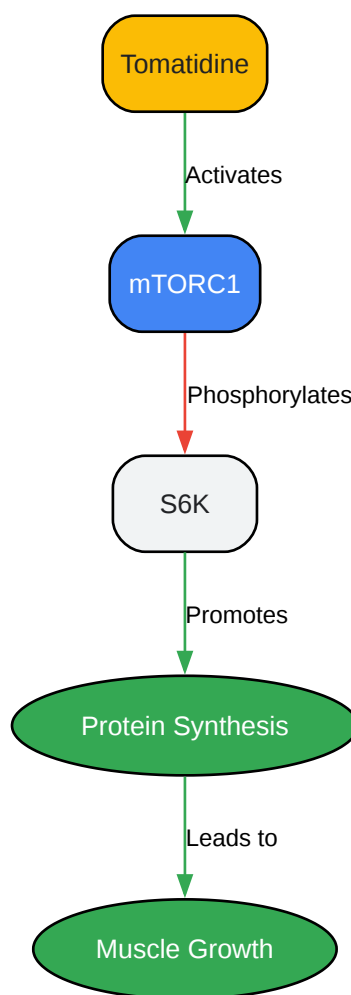 Tomatidine
Activates
mTORC1
Phosphorylates
S6K
Promotes
Protein Synthesis
Leads to
Muscle Growth